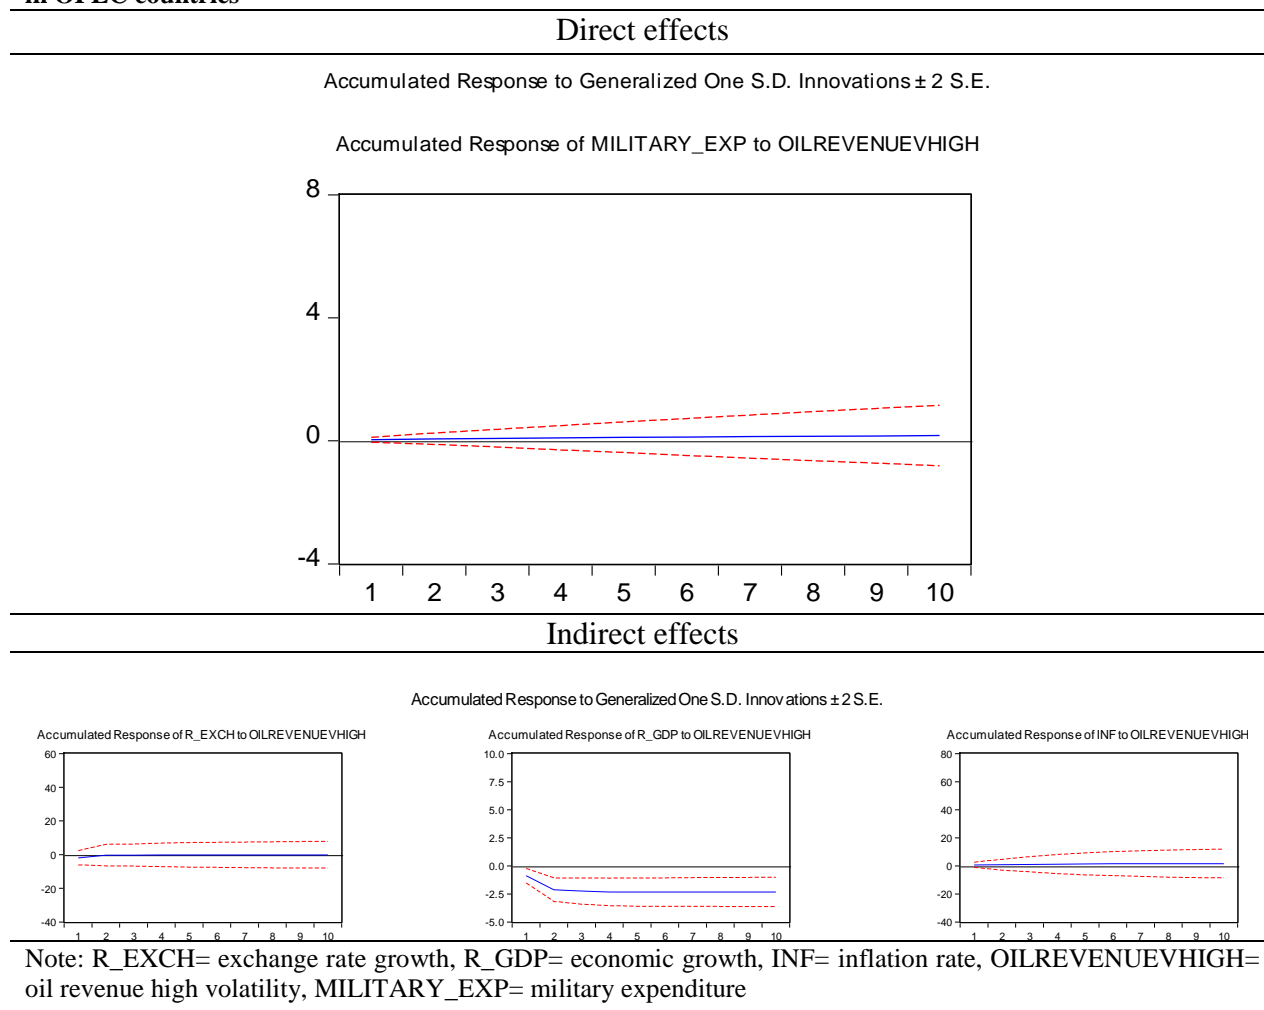 in OPEC countries
Direct effects
Accumulated Response to Generalized One S.D. Innovations ± 2 S.E.
Accumulated Response of MILITARY_EXP to OILREVENUEVHIGH
8
4
0
-4
1 2 3 4 5 6 7 8 9 10
Indirect effects
Accumulated Response to Generalized One S.D. Innovations ± 2 S.E.
Accumulated Response of R_EXCH to OILREVENUEVHIGH
60
40
20
0
-20
-40
1 2 3 4 5 6 7 8 9 10
Accumulated Response of R_GDP to OILREVENUEVHIGH
10.0
7.5
5.0
2.5
0.0
-2.5
-5.0
1 2 3 4 5 6 7 8 9 10
Accumulated Response of INF to OILREVENUEVHIGH
80
60
40
20
0
-20
-40
1 2 3 4 5 6 7 8 9 10
Note: R_EXCH= exchange rate growth, R_GDP= economic growth, INF= inflation rate, OILREVENUEVHIGH=
oil revenue high volatility, MILITARY_EXP= military expenditure